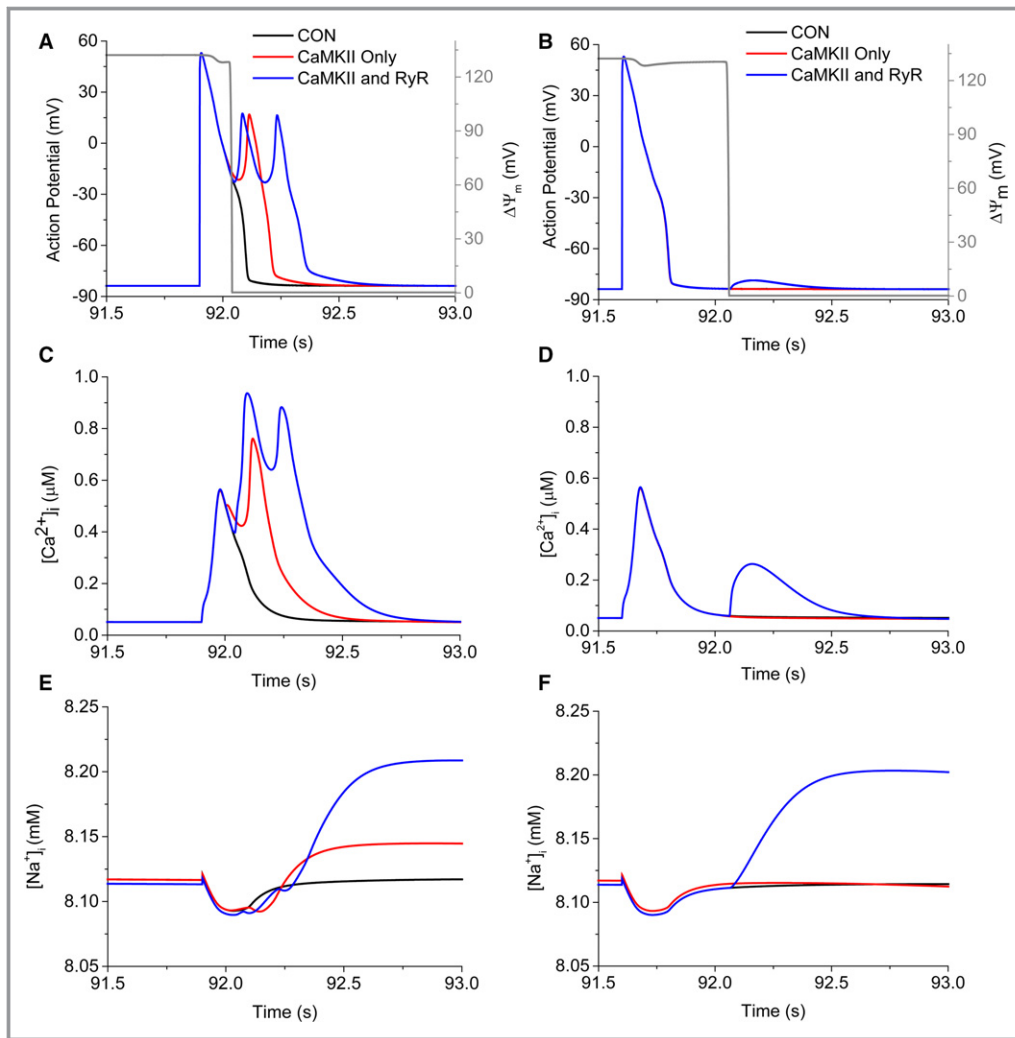 A
CON
CaMKII Only
CaMKII and RyR
60
30
0
-30
-60
-90
Action Potential (mV)
120
90
60
30
0
ΔΨm (mV)
91.5 92.0 92.5 93.0
Time (s)
B
CON
CaMKII Only
CaMKII and RyR
60
30
0
-30
-60
-90
Action Potential (mV)
120
90
60
30
0
ΔΨm (mV)
91.5 92.0 92.5 93.0
Time (s)
C
1.0
0.8
0.6
0.4
0.2
0.0
[Ca2+]i (μM)
91.5 92.0 92.5 93.0
Time (s)
D
1.0
0.8
0.6
0.4
0.2
0.0
[Ca2+]i (μM)
91.5 92.0 92.5 93.0
Time (s)
E
8.25
8.20
8.15
8.10
8.05
[Na+]i (mM)
91.5 92.0 92.5 93.0
Time (s)
F
8.25
8.20
8.15
8.10
8.05
[Na+]i (mM)
91.5 92.0 92.5 93.0
Time (s)